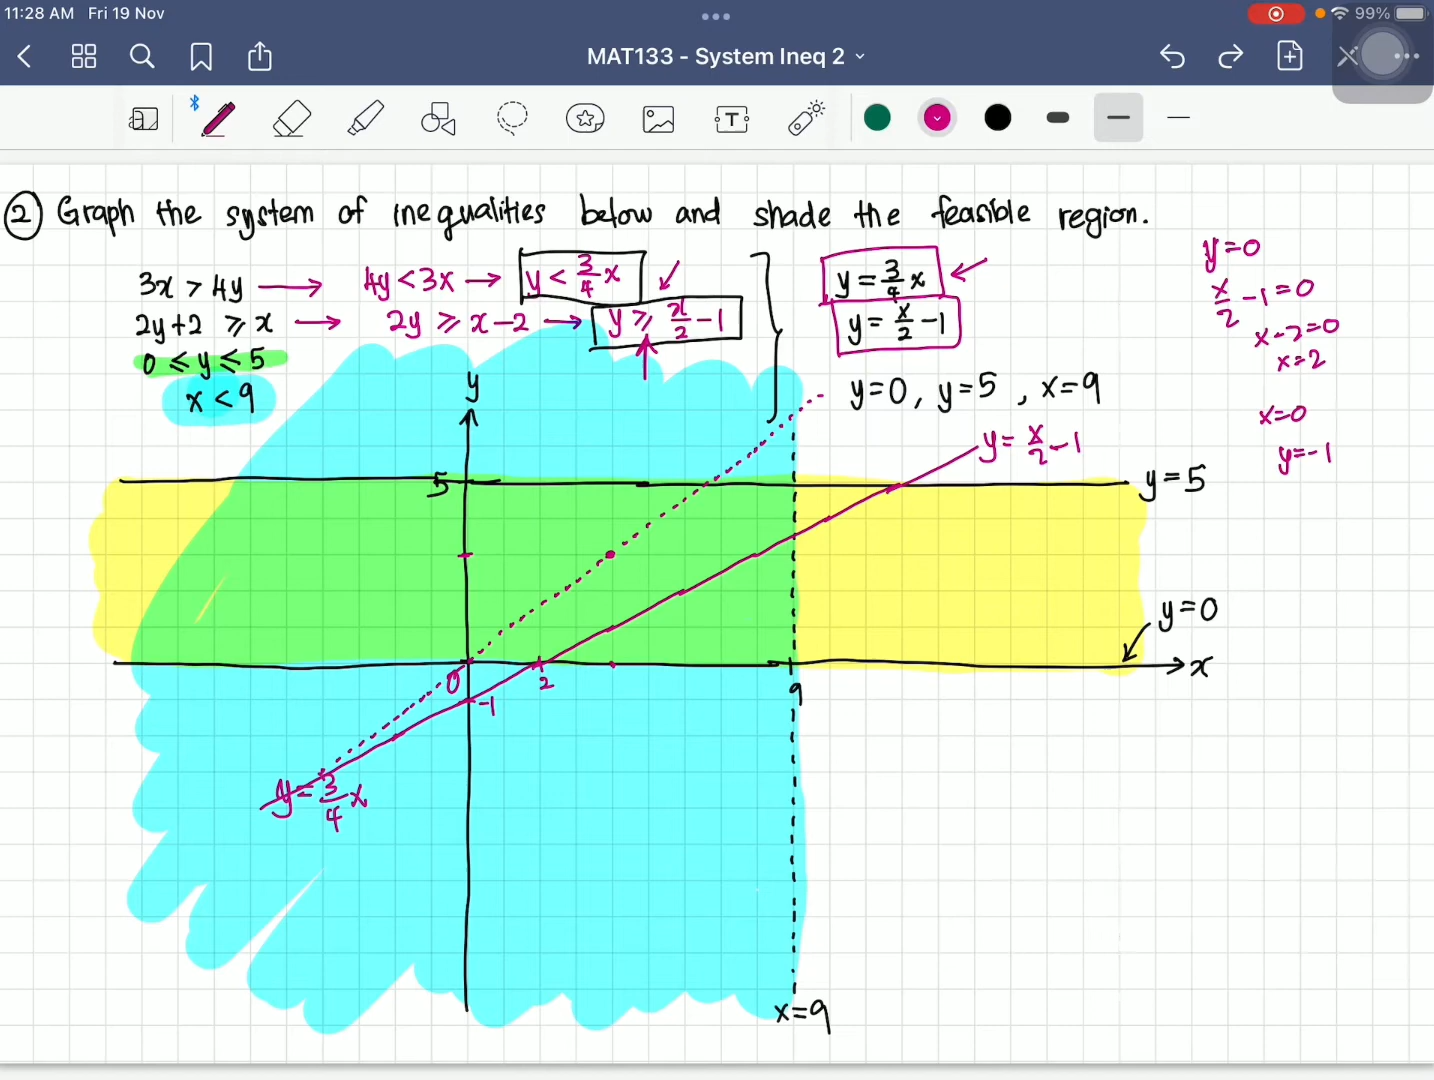 11:28 AM Fri 19 Nov
99%
MAT133 - System Ineq 2
② Graph the system of inequalities below and shade the feasible region.
3x > 4y → 4y < 3x → y < 3/4 x
2y + 2 ≥ x → 2y ≥ x - 2 → y ≥ x/2 - 1
0 ≤ y ≤ 5
x < 9
y = 3/4 x
y = x/2 - 1
y = 0, y = 5, x = 9
y = 0
x/2 - 1 = 0
x - 2 = 0
x = 2
x = 0
y = -1
y
y = x/2 - 1
5
y = 5
y = 0
x
0
2
9
-1
y = 3/4 x
x = 9